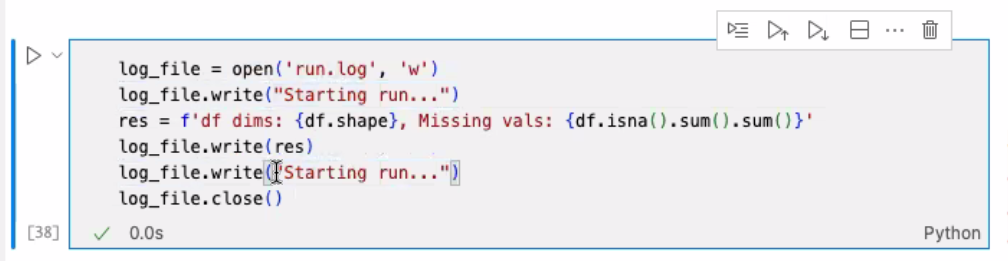 log_file = open('run.log', 'w')
log_file.write("Starting run...")
res = f'df dims: {df.shape}, Missing vals: {df.isna().sum().sum()}'
log_file.write(res)
log_file.write("Starting run...")
log_file.close()
[38] 0.0s Python